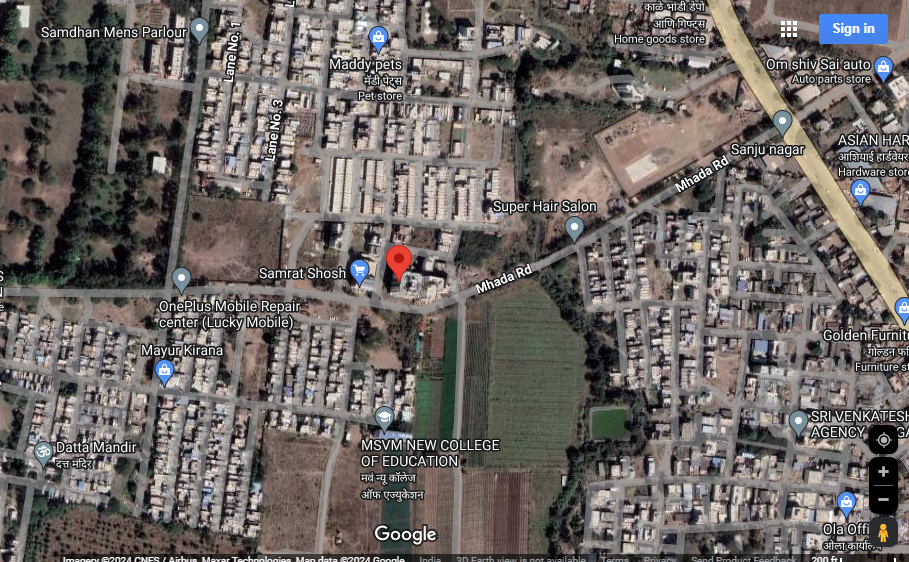 काळे भांडी डेपो
आणि गिफ्ट्स
Home goods store
Samdhan Mens Parlour
Lane No. 1
Sign in
Maddy pets
मॅडी पेट्स
Pet store
Om shiv Sai auto
Auto parts store
Lane No. 3
Sanju nagar
ASIAN HAR
आशियाई हार्डवेयर
Hardware store
Mhada Rd
Super Hair Salon
Samrat Shosh
Mhada Rd
OnePlus Mobile Repair
center (Lucky Mobile)
Golden Furnitu
गोल्डन फर्नि
Furniture st
Mayur Kirana
SRI VENKATESH
AGENCY
MSVM NEW COLLEGE
OF EDUCATION
मवं न्यू कॉलेज
ऑफ एज्युकेशन
Datta Mandir
दत्त मंदिर
Ola Offi
ओला कार्यालय
Google
Imagery ©2024 CNES / Airbus, Maxar Technologies, Map data ©2024 Google India 3D Earth view is not available Terms Privacy Send Product Feedback 200 ft